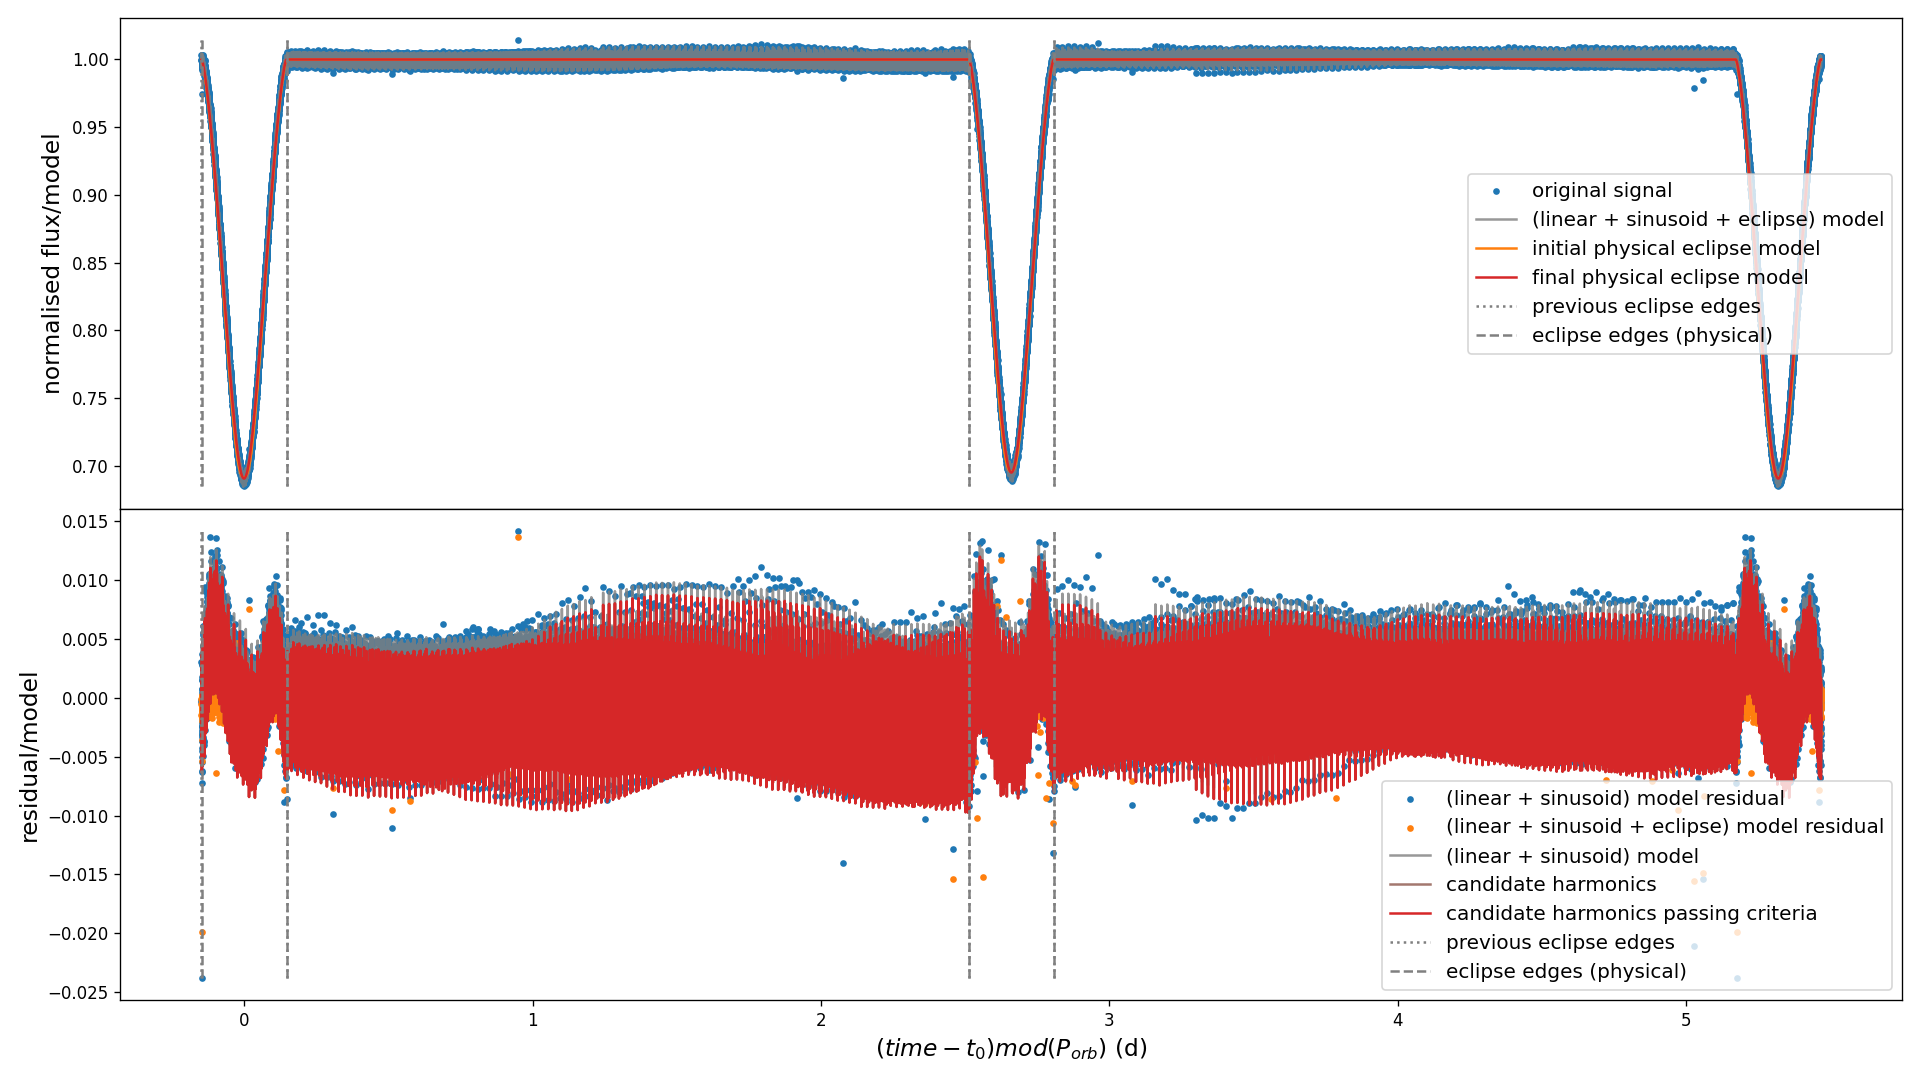 normalised flux/model
1.00
0.95
0.90
0.85
0.80
0.75
0.70
original signal
(linear + sinusoid + eclipse) model
initial physical eclipse model
final physical eclipse model
previous eclipse edges
eclipse edges (physical)
residual/model
0.015
0.010
0.005
0.000
−0.005
−0.010
−0.015
−0.020
−0.025
(linear + sinusoid) model residual
(linear + sinusoid + eclipse) model residual
(linear + sinusoid) model
candidate harmonics
candidate harmonics passing criteria
previous eclipse edges
eclipse edges (physical)
0 1 2 3 4 5
(time − t₀)mod(Pₒᵣb) (d)